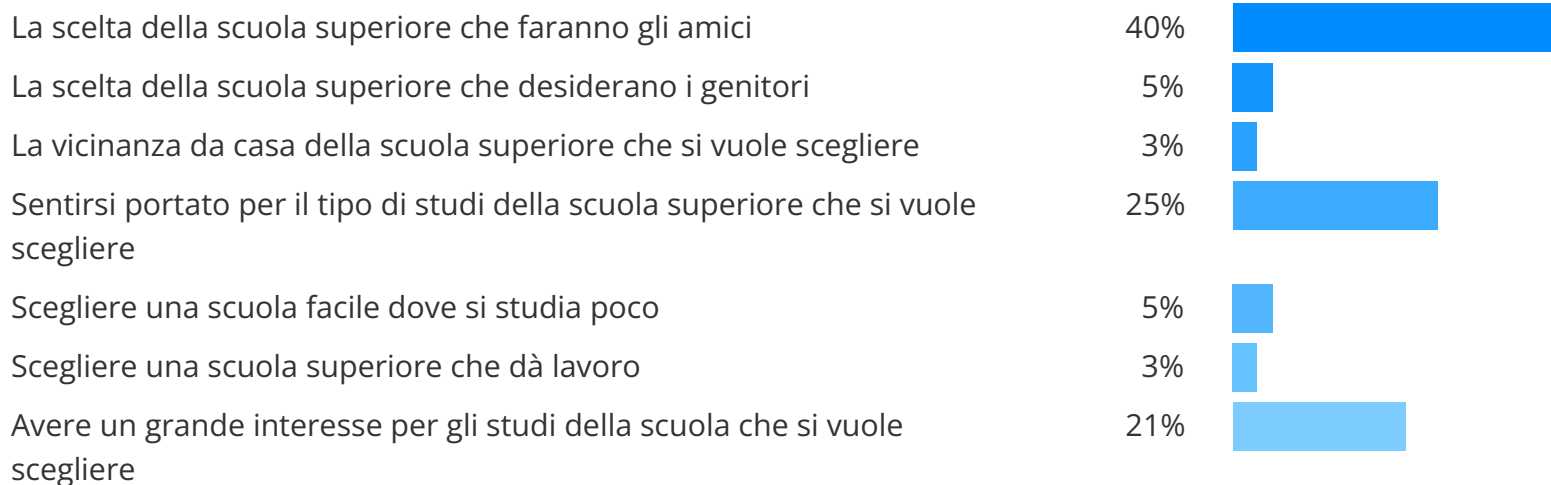 La scelta della scuola superiore che faranno gli amici 40%
La scelta della scuola superiore che desiderano i genitori 5%
La vicinanza da casa della scuola superiore che si vuole scegliere 3%
Sentirsi portato per il tipo di studi della scuola superiore che si vuole 25%
scegliere
Scegliere una scuola facile dove si studia poco 5%
Scegliere una scuola superiore che dà lavoro 3%
Avere un grande interesse per gli studi della scuola che si vuole 21%
scegliere